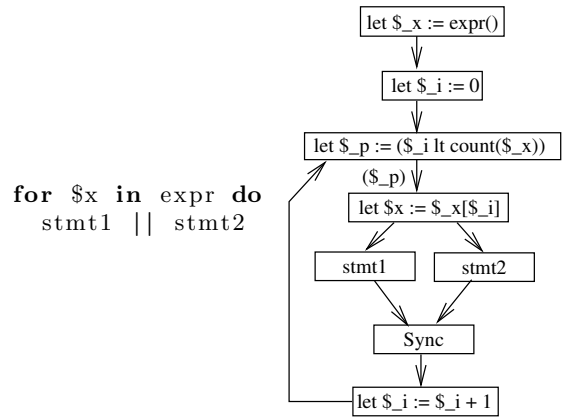 for $x in expr do
stmt1 || stmt2
let $_x := expr()
let $_i := 0
let $_p := ($_i lt count($_x))
($_p)
let $x := $_x[$_i]
stmt1
stmt2
Sync
let $_i := $_i + 1